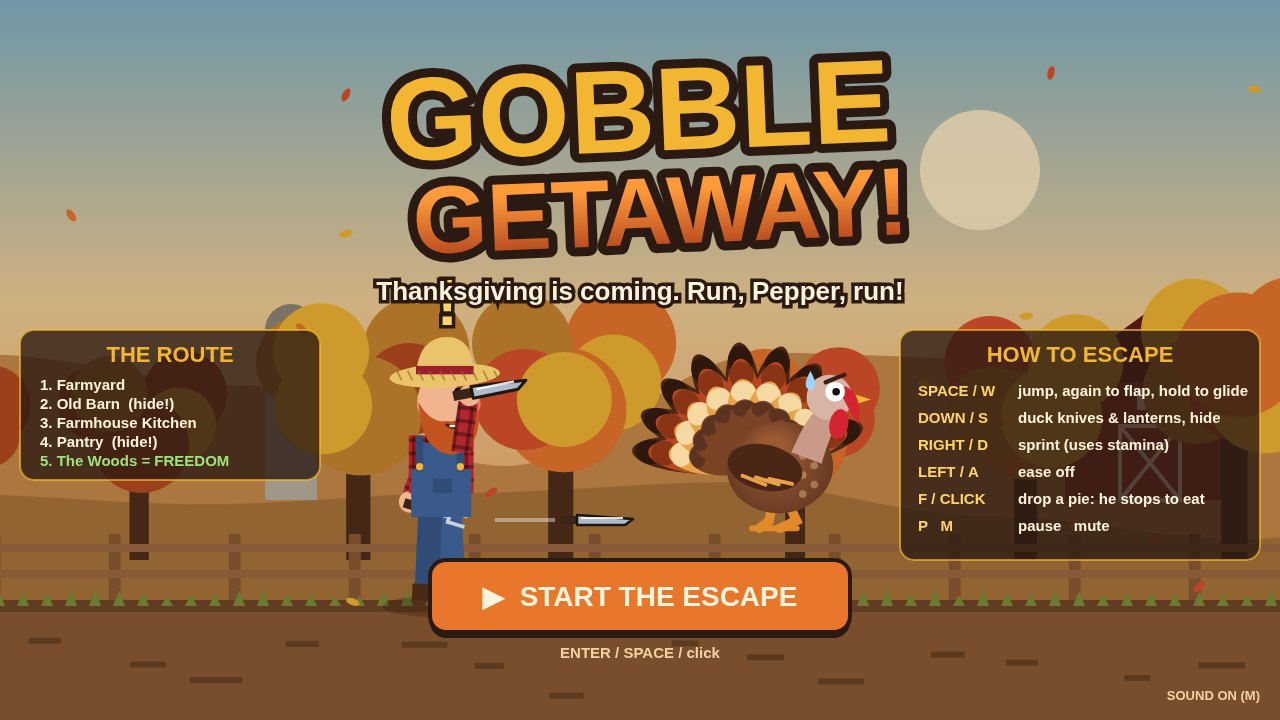 GOBBLE
GETAWAY!
Thanksgiving is coming. Run, Pepper, run!
!
THE ROUTE
1. Farmyard
2. Old Barn (hide!)
3. Farmhouse Kitchen
4. Pantry (hide!)
5. The Woods = FREEDOM
HOW TO ESCAPE
SPACE / W jump, again to flap, hold to glide
DOWN / S duck knives & lanterns, hide
RIGHT / D sprint (uses stamina)
LEFT / A ease off
F / CLICK drop a pie: he stops to eat
P M pause mute
▶ START THE ESCAPE
ENTER / SPACE / click
SOUND ON (M)